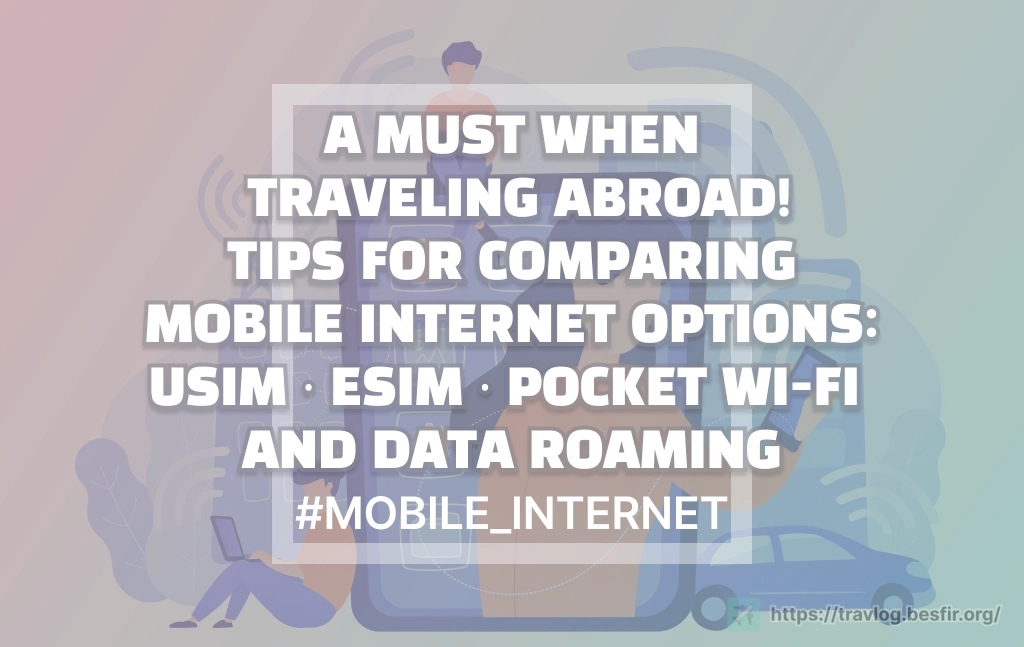 A MUST WHEN
TRAVELING ABROAD!
TIPS FOR COMPARING
MOBILE INTERNET OPTIONS:
USIM · ESIM · POCKET WI-FI
AND DATA ROAMING
#MOBILE_INTERNET
https://travlog.besfir.org/